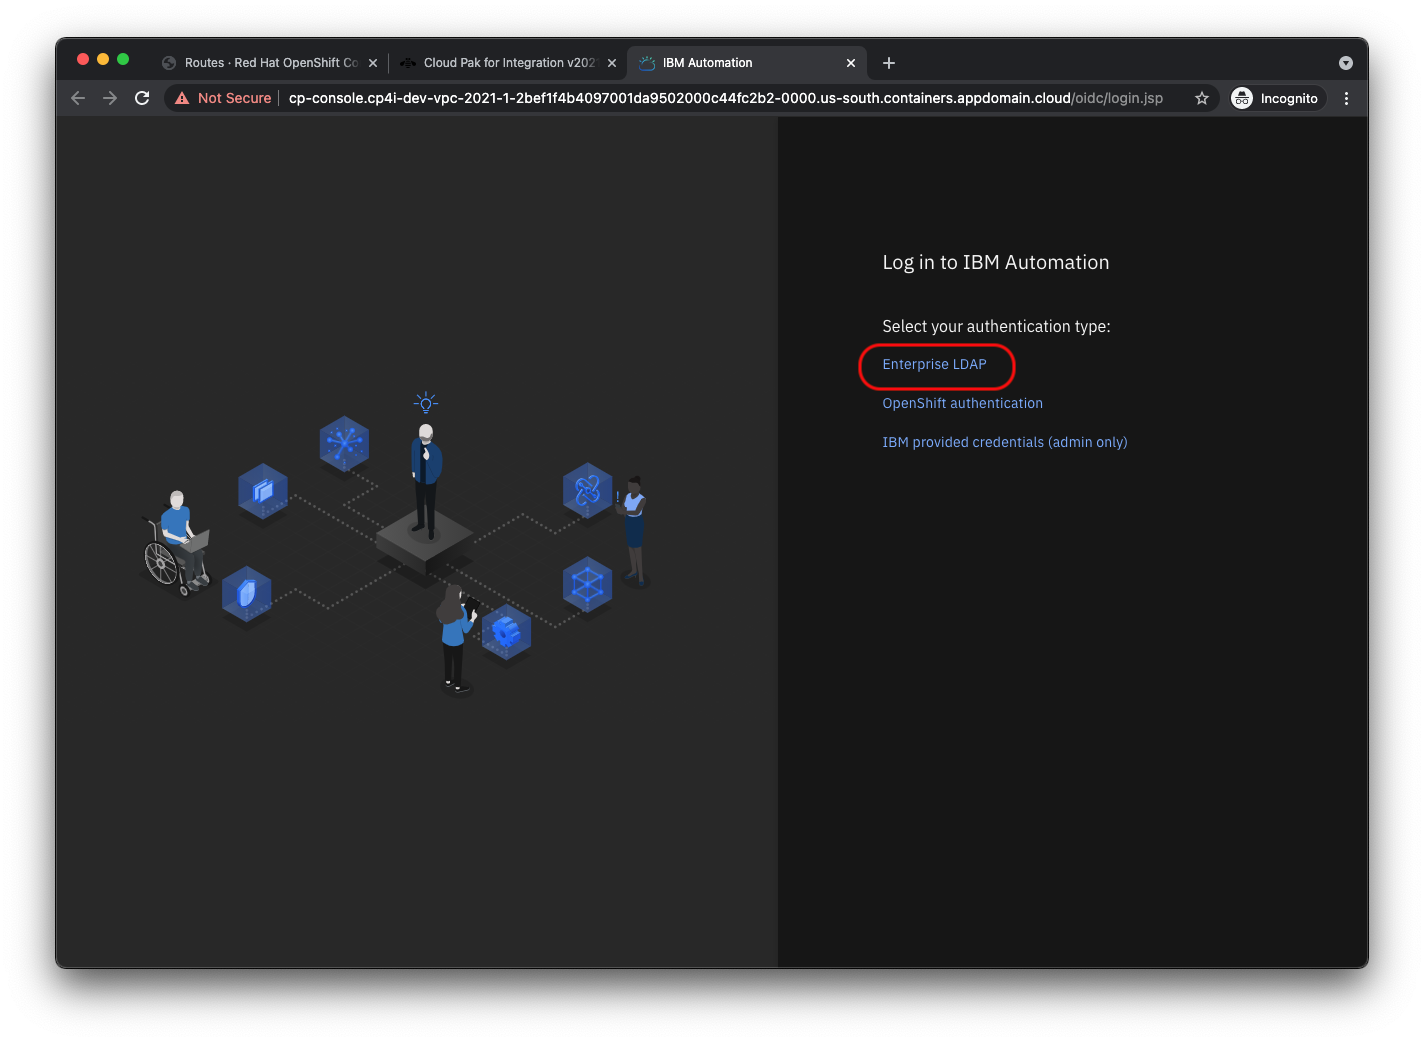 Routes · Red Hat OpenShift Co
Cloud Pak for Integration v202
IBM Automation
Not Secure
cp-console.cp4i-dev-vpc-2021-1-2bef1f4b4097001da9502000c44fc2b2-0000.us-south.containers.appdomain.cloud/oidc/login.jsp
Incognito
Log in to IBM Automation
Select your authentication type:
Enterprise LDAP
OpenShift authentication
IBM provided credentials (admin only)